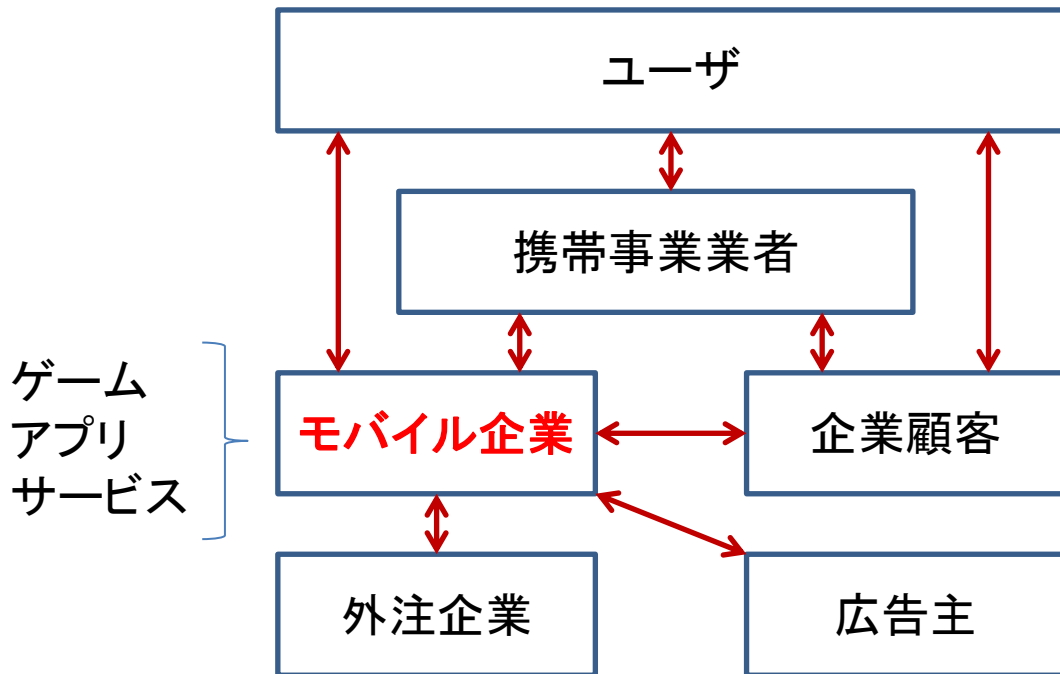 ユーザ
携帯事業業者
ゲーム
アプリ
サービス
モバイル企業
企業顧客
外注企業
広告主